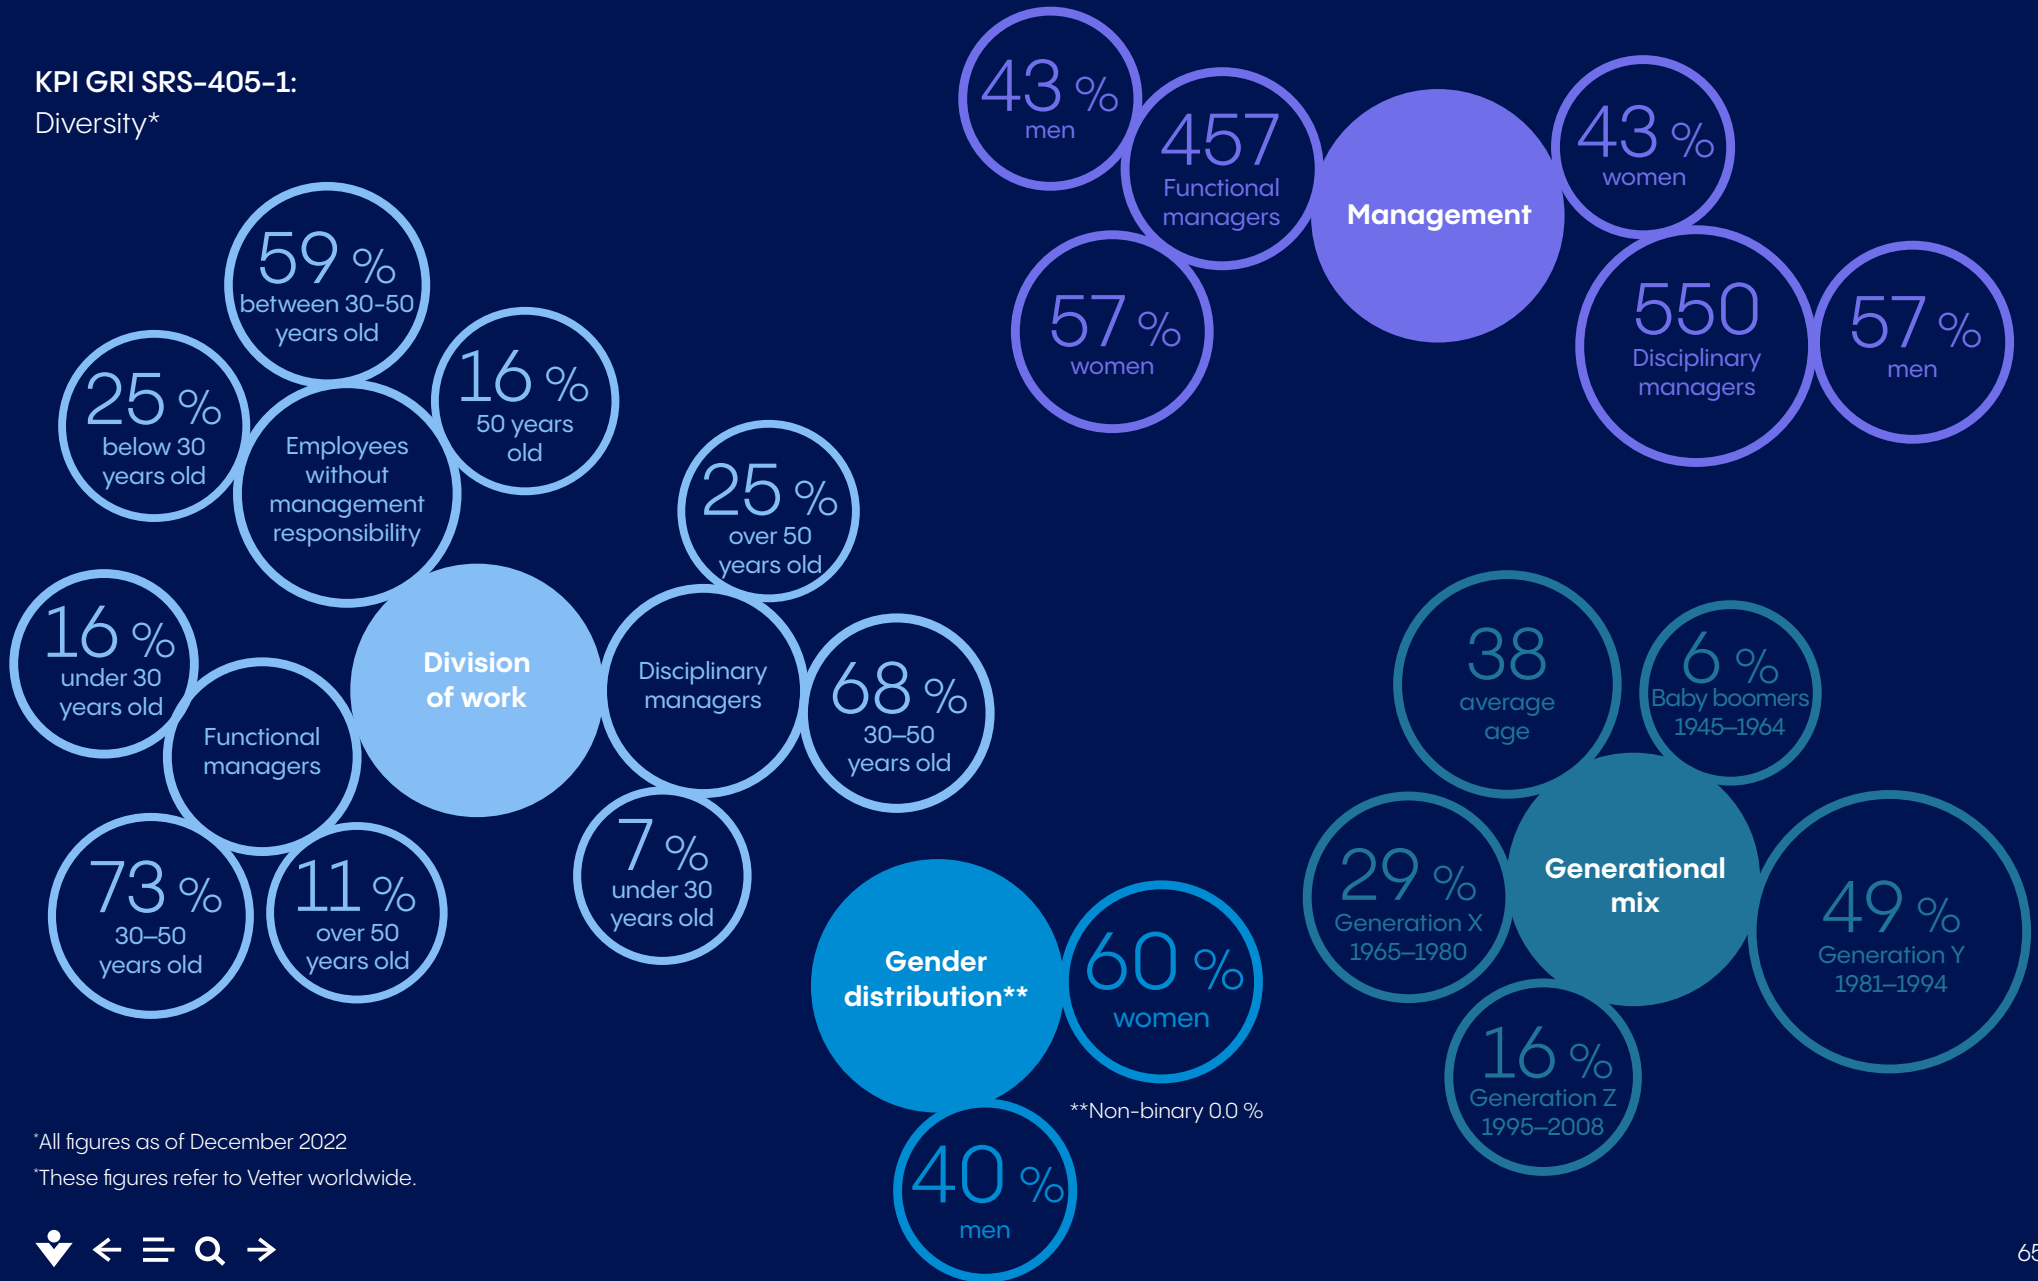 KPI GRI SRS-405-1:
Diversity*
43 %
men
457
Functional
managers
57 %
women
Management
43 %
women
550
Disciplinary
managers
57 %
men
59 %
between 30-50
years old
25 %
below 30
years old
16 %
50 years
old
Employees
without
management
responsibility
16 %
under 30
years old
Functional
managers
73 %
30–50
years old
11 %
over 50
years old
Division
of work
Disciplinary
managers
25 %
over 50
years old
68 %
30–50
years old
7 %
under 30
years old
Gender
distribution**
60 %
women
**Non-binary 0.0 %
40 %
men
38
average
age
6 %
Baby boomers
1945–1964
29 %
Generation X
1965–1980
Generational
mix
49 %
Generation Y
1981–1994
16 %
Generation Z
1995–2008
*All figures as of December 2022
*These figures refer to Vetter worldwide.
65